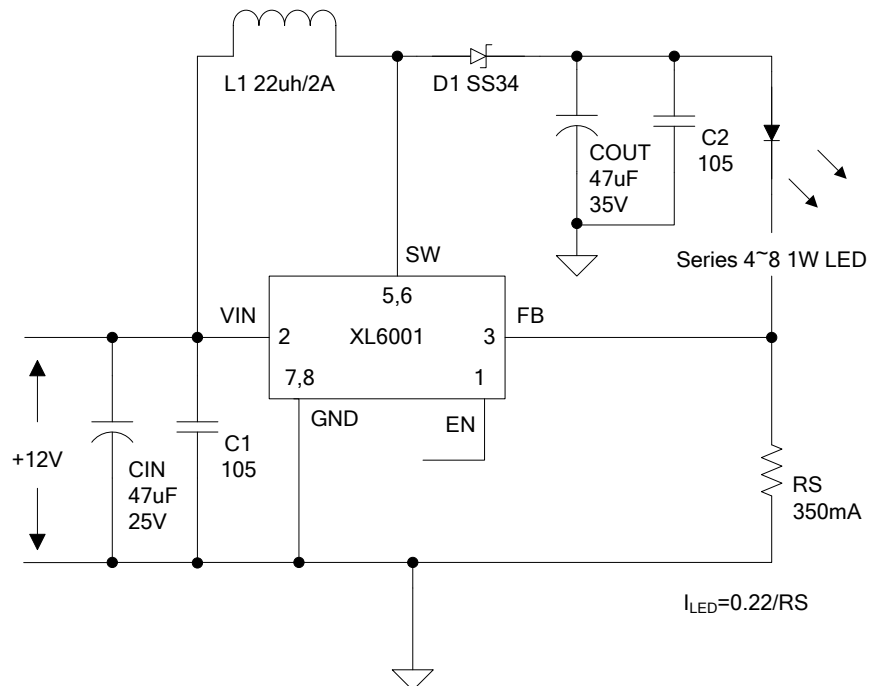 L1 22uh/2A
D1 SS34
COUT
47uF
35V
C2
105
SW
Series 4~8 1W LED
5,6
VIN
FB
2
XL6001
3
7,8
1
GND
EN
+12V
CIN
47uF
25V
C1
105
RS
350mA
ILED=0.22/RS